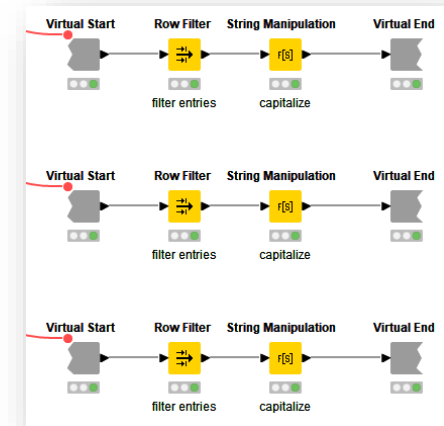 Virtual Start Row Filter String Manipulation Virtual End
F[S]
filter entries capitalize
Virtual Start Row Filter String Manipulation Virtual End
F[S]
filter entries capitalize
Virtual Start Row Filter String Manipulation Virtual End
F[S]
filter entries capitalize